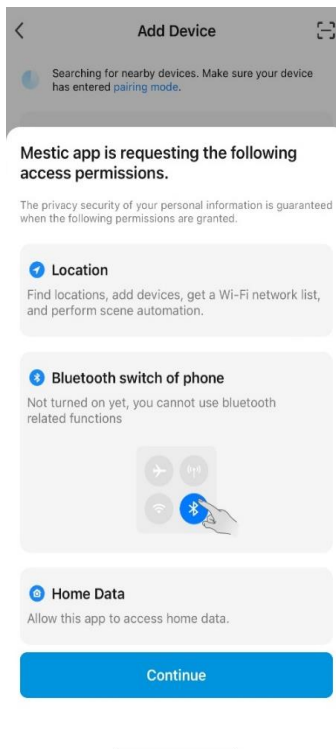 Add Device
Searching for nearby devices. Make sure your device
has entered pairing mode.
Mestic app is requesting the following
access permissions.
The privacy security of your personal information is guaranteed
when the following permissions are granted.
Location
Find locations, add devices, get a Wi-Fi network list,
and perform scene automation.
Bluetooth switch of phone
Not turned on yet, you cannot use bluetooth
related functions
Home Data
Allow this app to access home data.
Continue